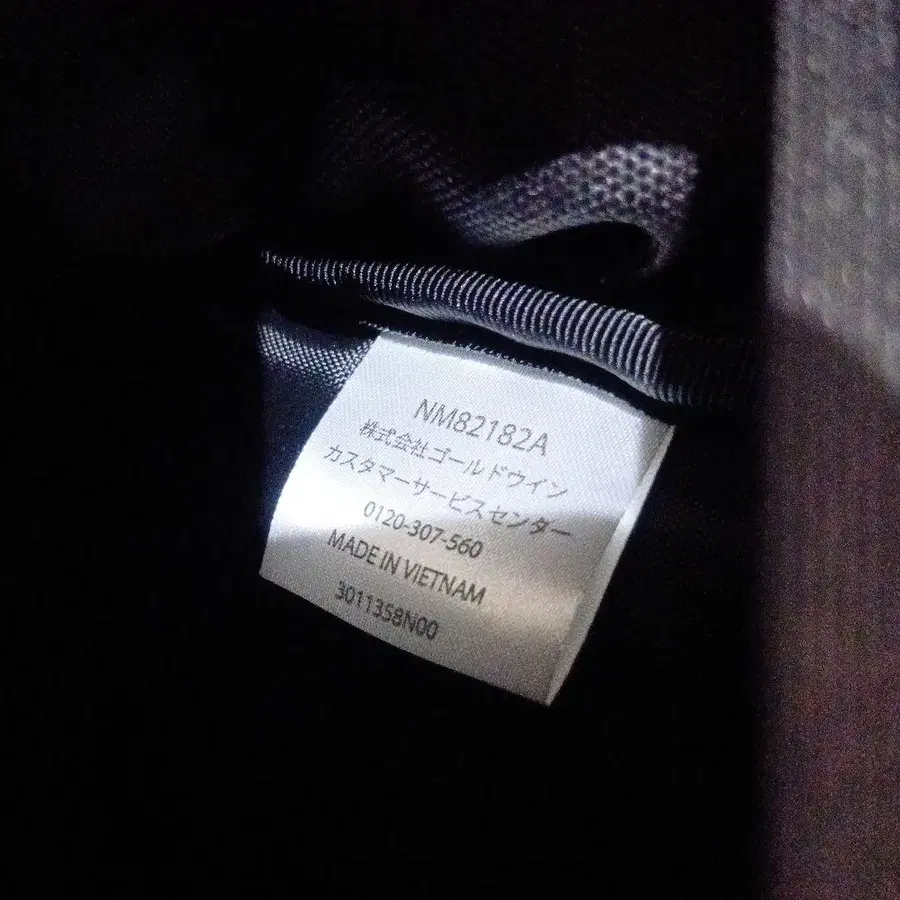 NM82182A
株式会社ゴールドウイン
カスタマーサービスセンター
0120-307-560
MADE IN VIETNAM
3011358N00